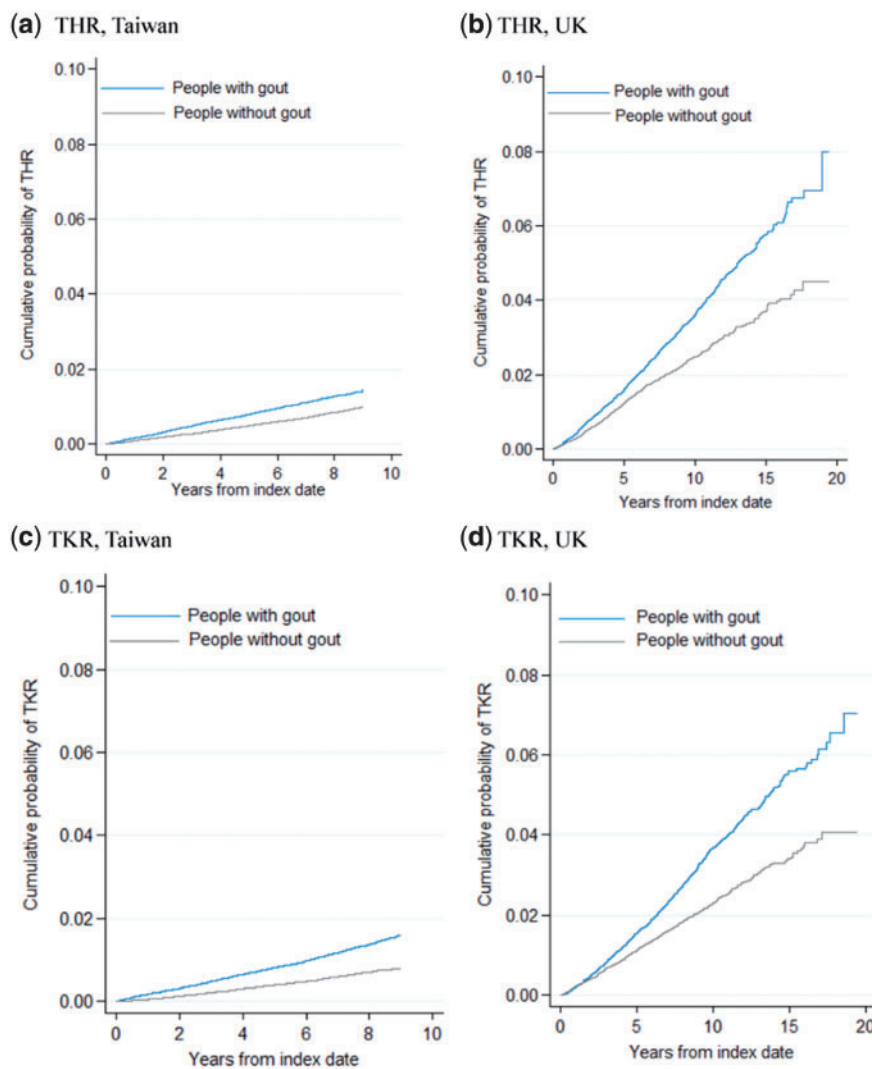 (a) THR, Taiwan
0.10
0.08
0.06
0.04
0.02
0.00
Cumulative probability of THR
People with gout
People without gout
0 2 4 6 8 10
Years from index date
(b) THR, UK
0.10
0.08
0.06
0.04
0.02
0.00
Cumulative probability of THR
People with gout
People without gout
0 5 10 15 20
Years from index date
(c) TKR, Taiwan
0.10
0.08
0.06
0.04
0.02
0.00
Cumulative probability of TKR
People with gout
People without gout
0 2 4 6 8 10
Years from index date
(d) TKR, UK
0.10
0.08
0.06
0.04
0.02
0.00
Cumulative probability of TKR
People with gout
People without gout
0 5 10 15 20
Years from index date